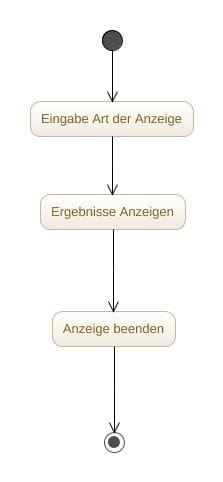 Eingabe Art der Anzeige
Ergebnisse Anzeigen
Anzeige beenden